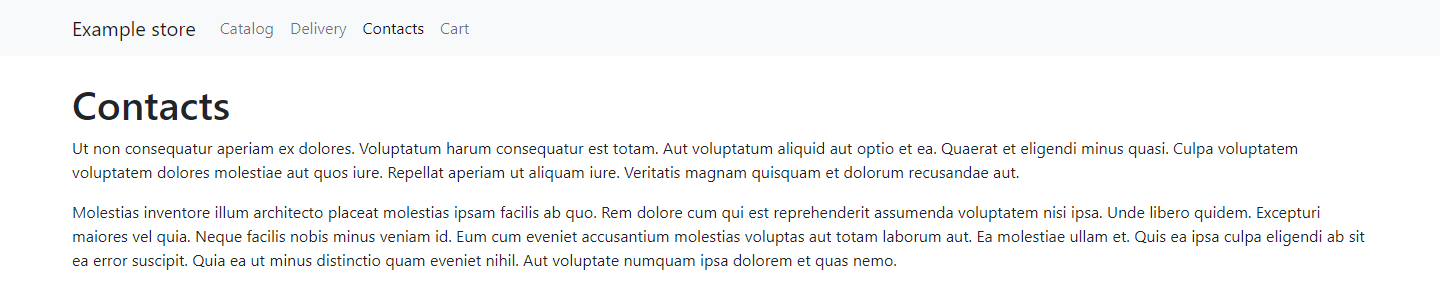 Example store Catalog Delivery Contacts Cart
Contacts
Ut non consequatur aperiam ex dolores. Voluptatum harum consequatur est totam. Aut voluptatum aliquid aut optio et ea. Quaerat et eligendi minus quasi. Culpa voluptatem
voluptatem dolores molestiae aut quos iure. Repellat aperiam ut aliquam iure. Veritatis magnam quisquam et dolorum recusandae aut.
Molestias inventore illum architecto placeat molestias ipsam facilis ab quo. Rem dolore cum qui est reprehenderit assumenda voluptatem nisi ipsa. Unde libero quidem. Excepturi
maiores vel quia. Neque facilis nobis minus veniam id. Eum cum eveniet accusantium molestias voluptas aut totam laborum aut. Ea molestiae ullam et. Quis ea ipsa culpa eligendi ab sit
ea error suscipit. Quia ea ut minus distinctio quam eveniet nihil. Aut voluptate numquam ipsa dolorem et quas nemo.